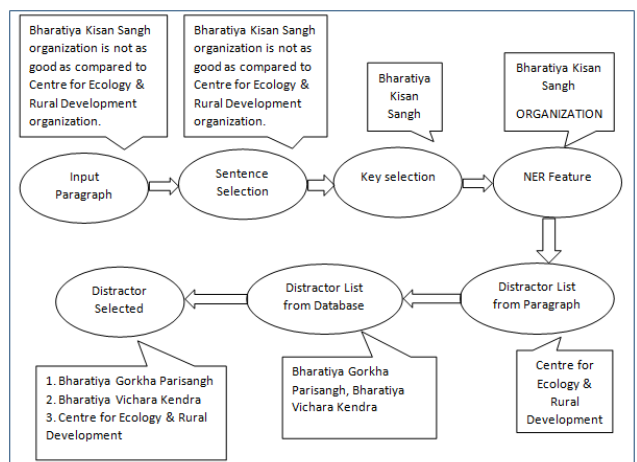 Bharatiya Kisan Sangh
organization is not as
good as compared to
Centre for Ecology &
Rural Development
organization.
Bharatiya Kisan Sangh
organization is not as
good as compared to
Centre for Ecology &
Rural Development
organization.
Bharatiya
Kisan
Sangh
Bharatiya Kisan
Sangh
ORGANIZATION
Input
Paragraph
Sentence
Selection
Key selection
NER Feature
Distractor
Selected
Distractor List
from Database
Distractor List
from Paragraph
1. Bharatiya Gorkha Parisangh
2. Bharatiya Vichara Kendra
3. Centre for Ecology & Rural
Development
Bharatiya Gorkha
Parisangh, Bharatiya
Vichara Kendra
Centre for
Ecology &
Rural
Development